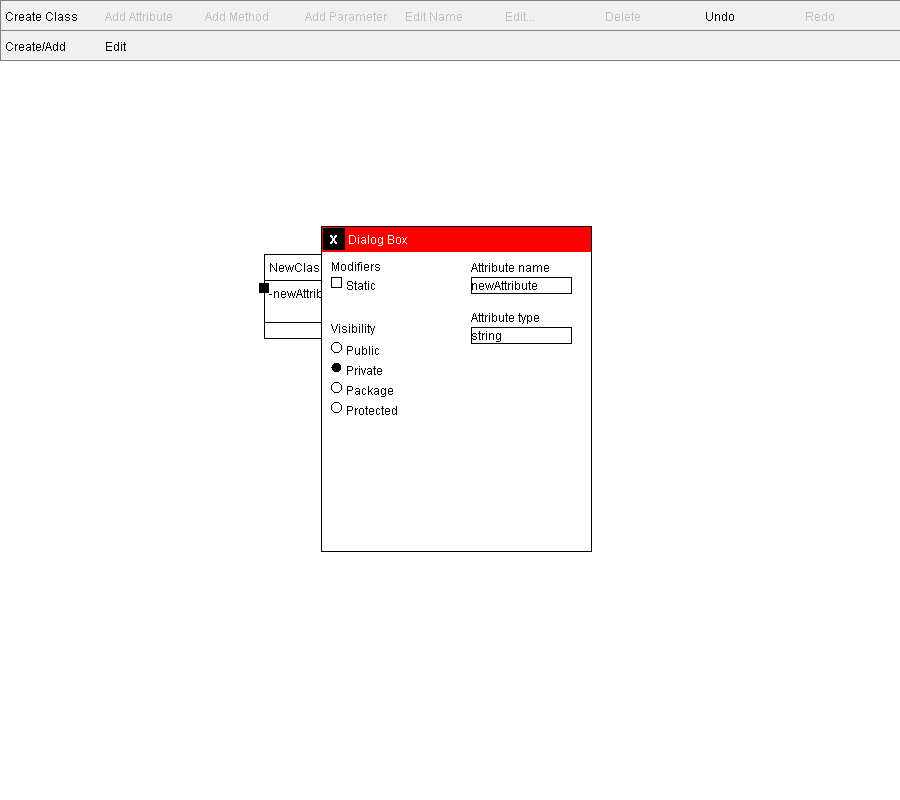 Create Class Add Attribute Add Method Add Parameter Edit Name Edit... Delete Undo Redo
Create/Add Edit
X Dialog Box
NewClas
-newAttrib
Modifiers
Static
Visibility
Public
Private
Package
Protected
Attribute name
newAttribute
Attribute type
string